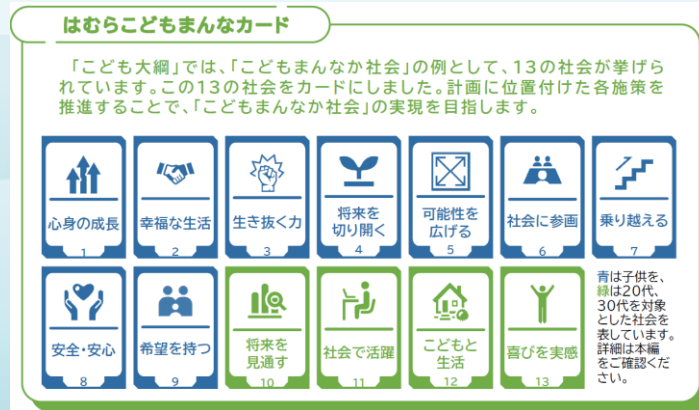 はむらこどもまんなカード
「こども大綱」では、「こどもまんなか社会」の例として、13の社会が挙げら
れています。この13の社会をカードにしました。計画に位置付けた各施策を
推進することで、「こどもまんなか社会」の実現を目指します。
心身の成長
1
幸福な生活
2
生き抜く力
3
将来を
切り開く
4
可能性を
広げる
5
社会に参画
6
乗り越える
7
安全・安心
8
希望を持つ
9
将来を
見通す
10
社会で活躍
11
こどもと
生活
12
喜びを実感
13
青は子供を、
緑は20代、
30代を対象
とした社会を
表しています。
詳細は本編
をご確認くだ
さい。